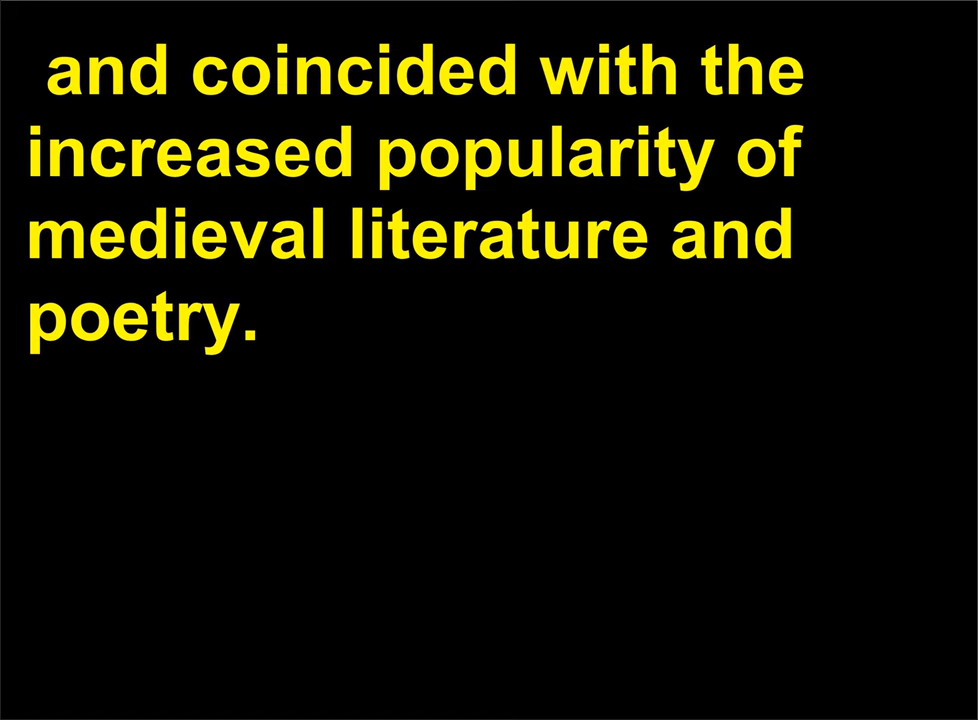 and coincided with the
increased popularity of
medieval literature and
poetry.